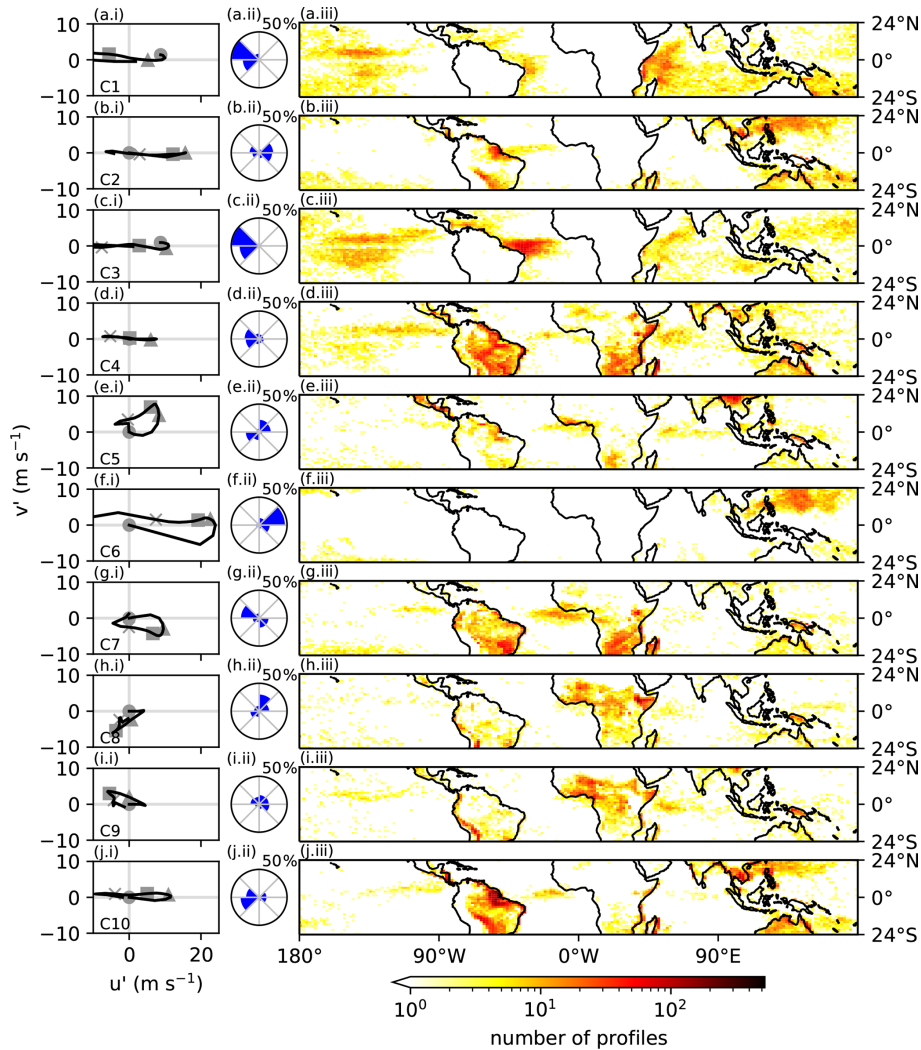 (a.i) (a.ii) 50% (a.iii) 24°N
10
0 0°
−10 C1 24°S
(b.i) (b.ii) 50% (b.iii) 24°N
10
0 0°
−10 C2 24°S
(c.i) (c.ii) 50% (c.iii) 24°N
10
0 0°
−10 C3 24°S
(d.i) (d.ii) 50% (d.iii) 24°N
10
0 0°
−10 C4 24°S
(e.i) (e.ii) 50% (e.iii) 24°N
10
0 0°
−10 C5 24°S
v' (m s⁻¹)
(f.i) (f.ii) 50% (f.iii) 24°N
10
0 0°
−10 C6 24°S
(g.i) (g.ii) 50% (g.iii) 24°N
10
0 0°
−10 C7 24°S
(h.i) (h.ii) 50% (h.iii) 24°N
10
0 0°
−10 C8 24°S
(i.i) (i.ii) 50% (i.iii) 24°N
10
0 0°
−10 C9 24°S
(j.i) (j.ii) 50% (j.iii) 24°N
10
0 0°
−10 C10 24°S
0 20 180° 90°W 0°W 90°E
u' (m s⁻¹)
10⁰ 10¹ 10²
number of profiles